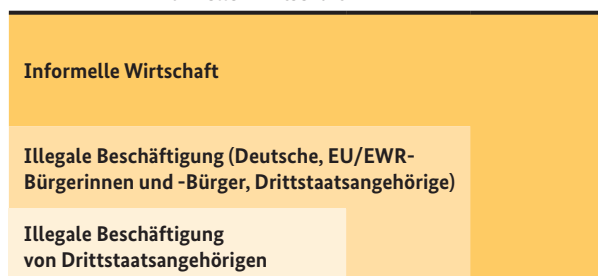 Informelle Wirtschaft
Illegale Beschäftigung (Deutsche, EU/EWR-
Bürgerinnen und -Bürger, Drittstaatsangehörige)
Illegale Beschäftigung
von Drittstaatsangehörigen